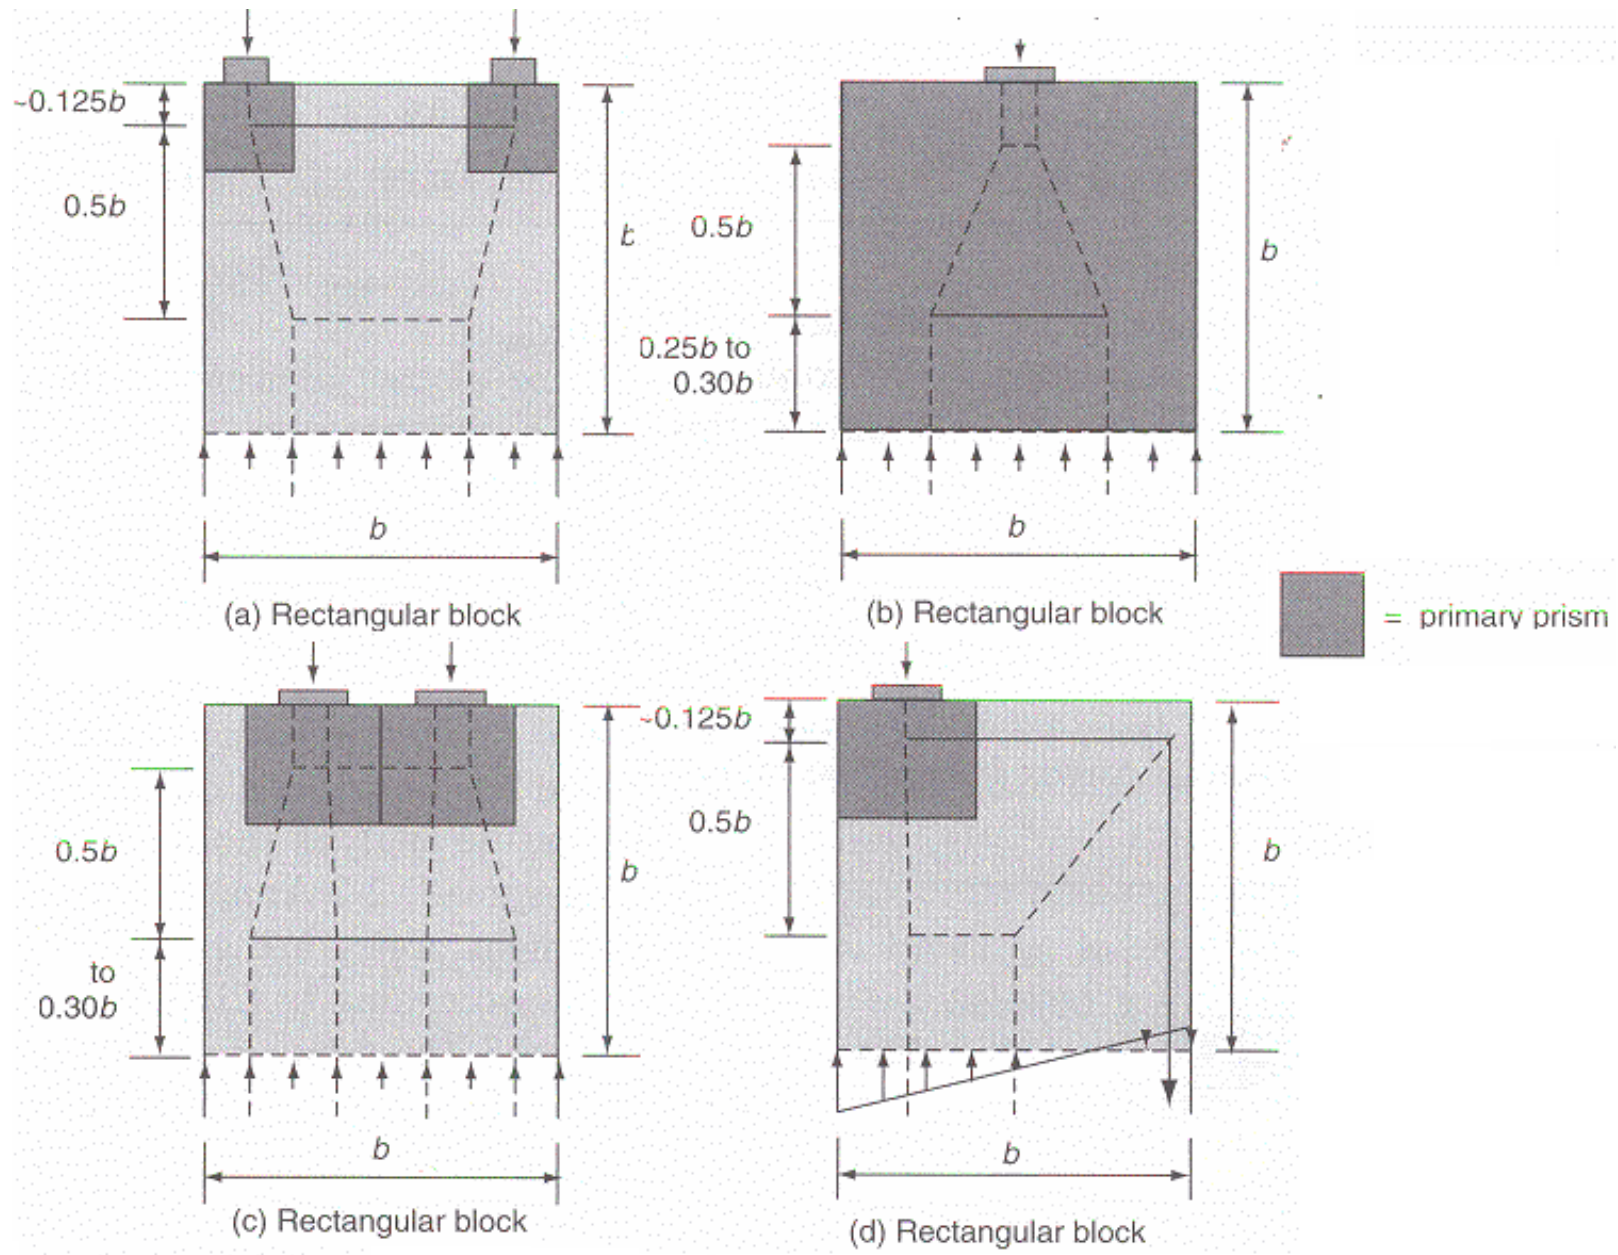 ~0.125b
0.5b
b
b
(a) Rectangular block
0.5b
0.25b to
0.30b
b
b
(b) Rectangular block
= primary prism
0.5b
to
0.30b
b
b
(c) Rectangular block
~0.125b
0.5b
b
b
(d) Rectangular block